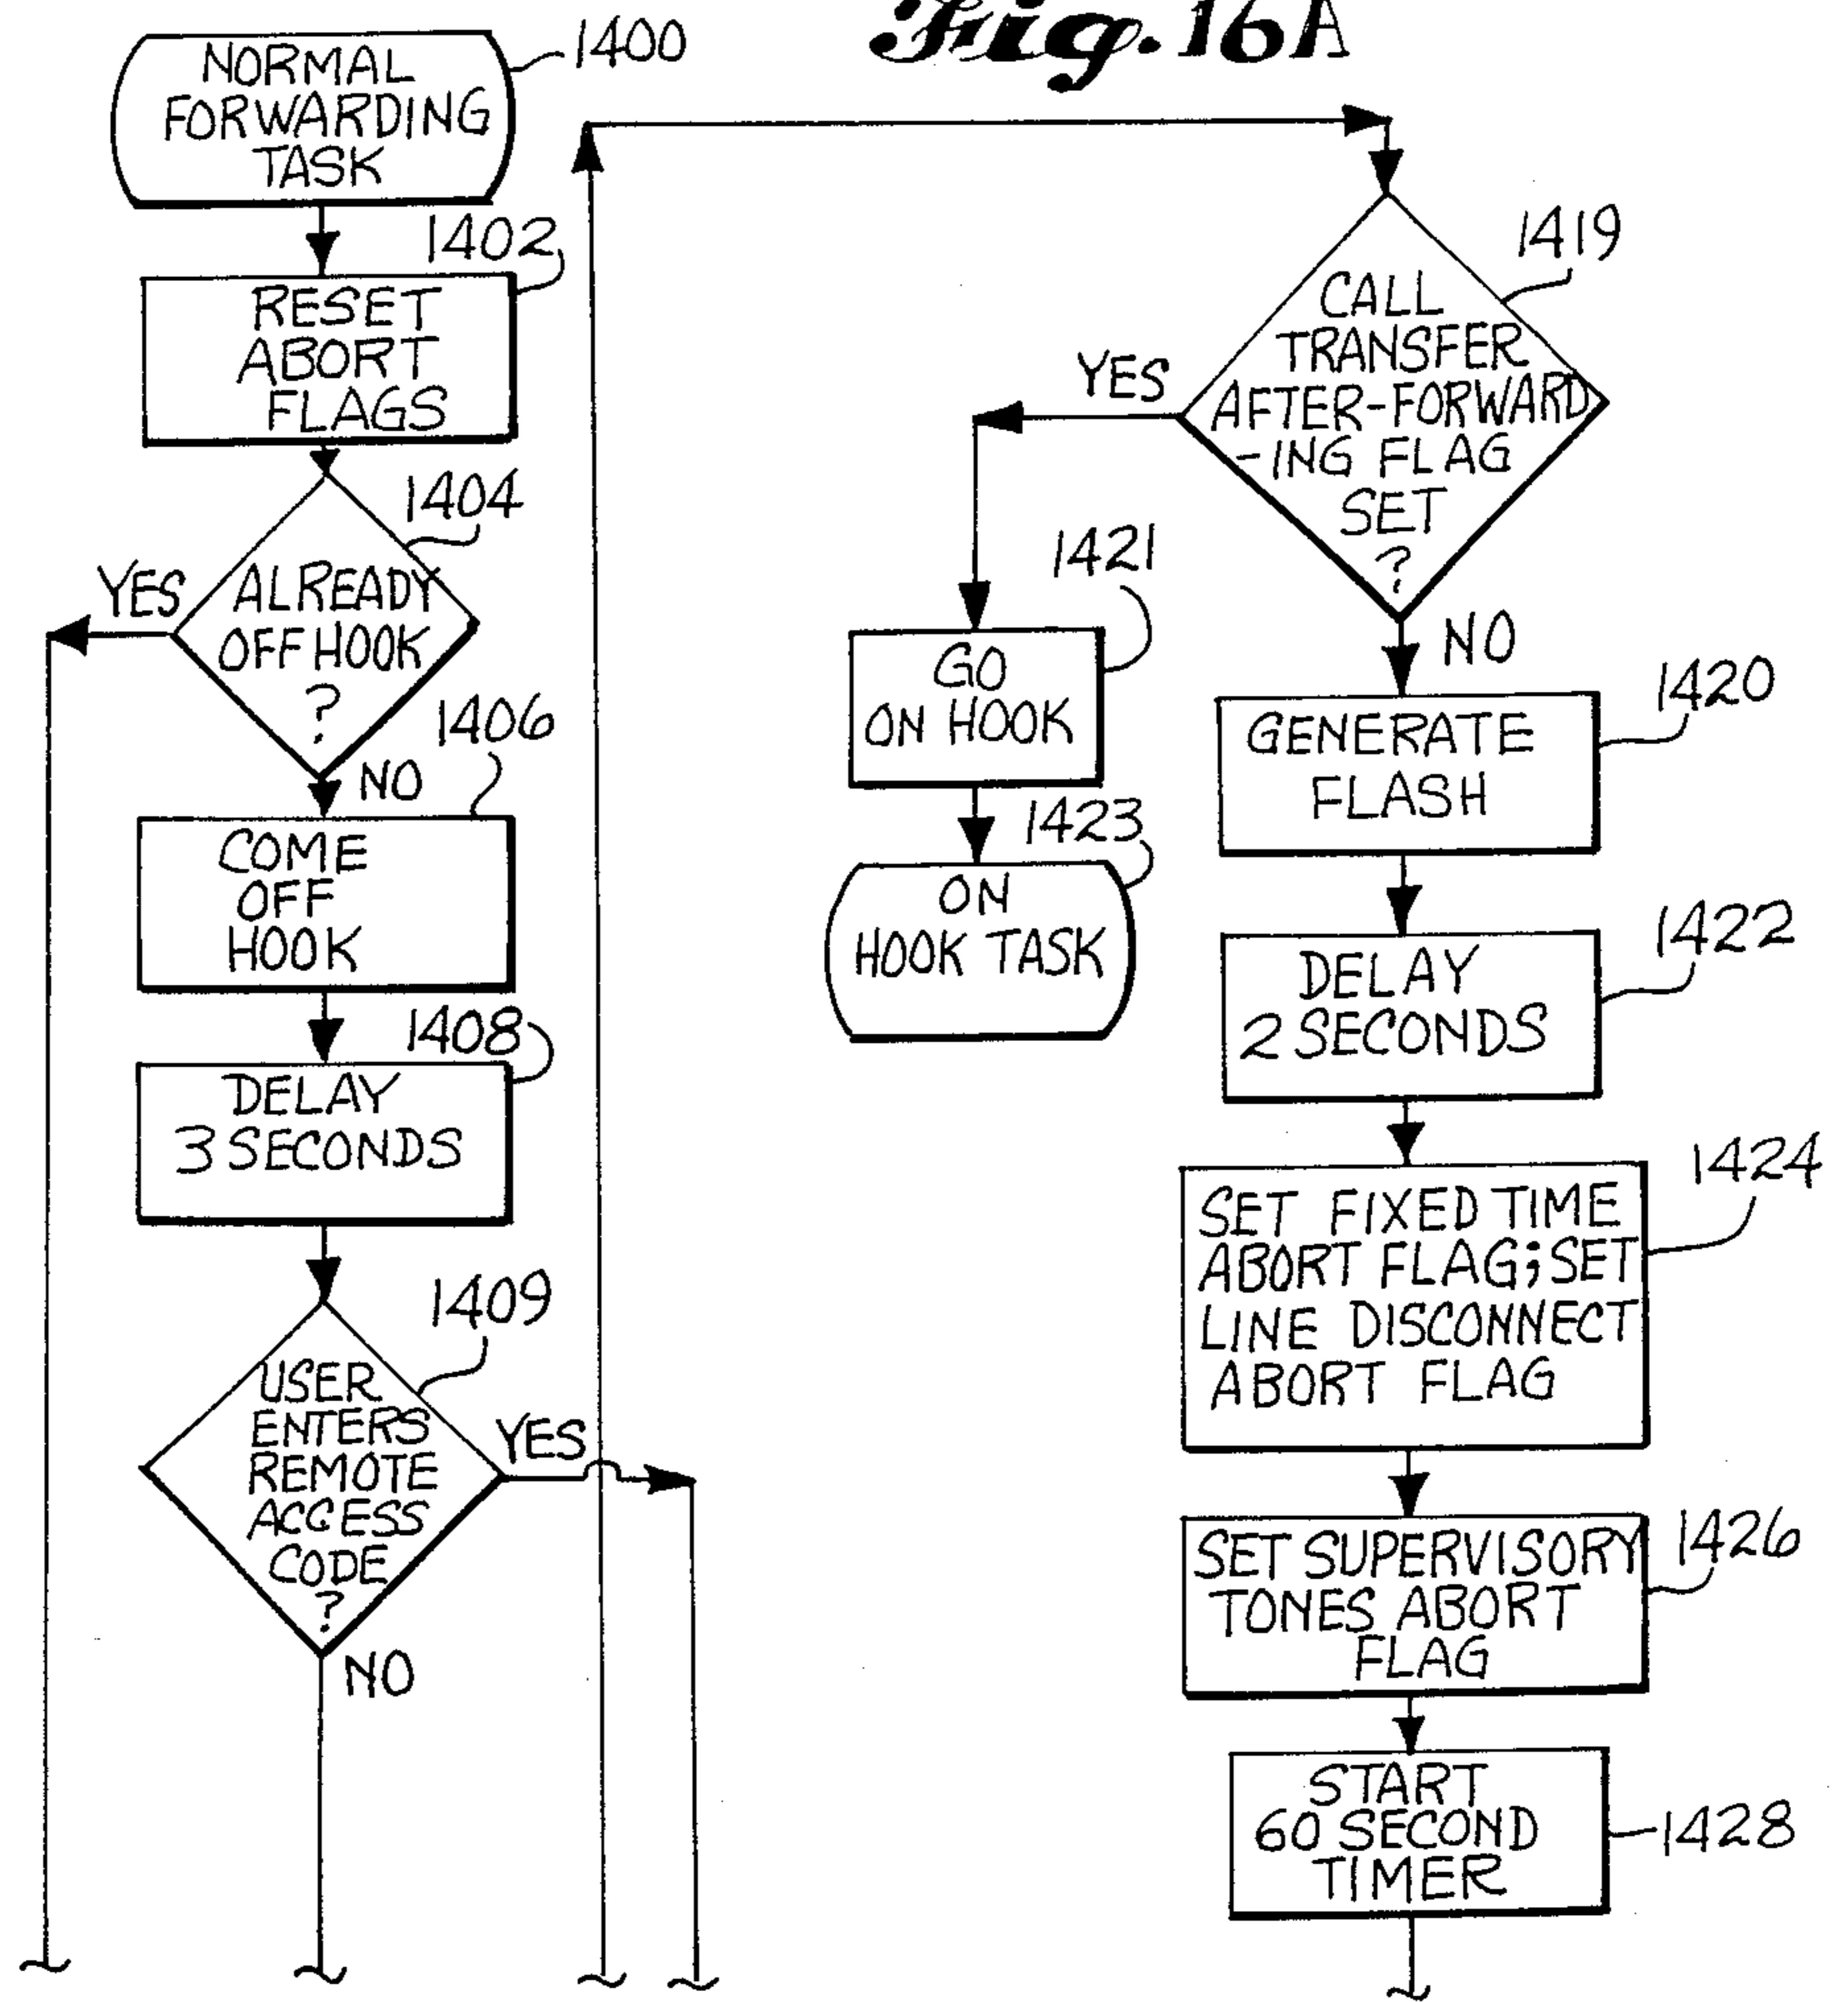 Fig. 16A
NORMAL
FORWARDING
TASK
1400
1402
RESET
ABORT
FLAGS
1404
YES
ALREADY
OFF HOOK
?
NO
1406
COME
OFF
HOOK
1408
DELAY
3 SECONDS
1409
USER
ENTERS
REMOTE
ACCESS
CODE
?
YES
NO
1419
CALL
TRANSFER
AFTER-FORWARD
-ING FLAG
SET
?
YES
NO
1421
GO
ON HOOK
1423
ON
HOOK TASK
1420
GENERATE
FLASH
1422
DELAY
2 SECONDS
1424
SET FIXED TIME
ABORT FLAG; SET
LINE DISCONNECT
ABORT FLAG
1426
SET SUPERVISORY
TONES ABORT
FLAG
START
60 SECOND
TIMER
1428